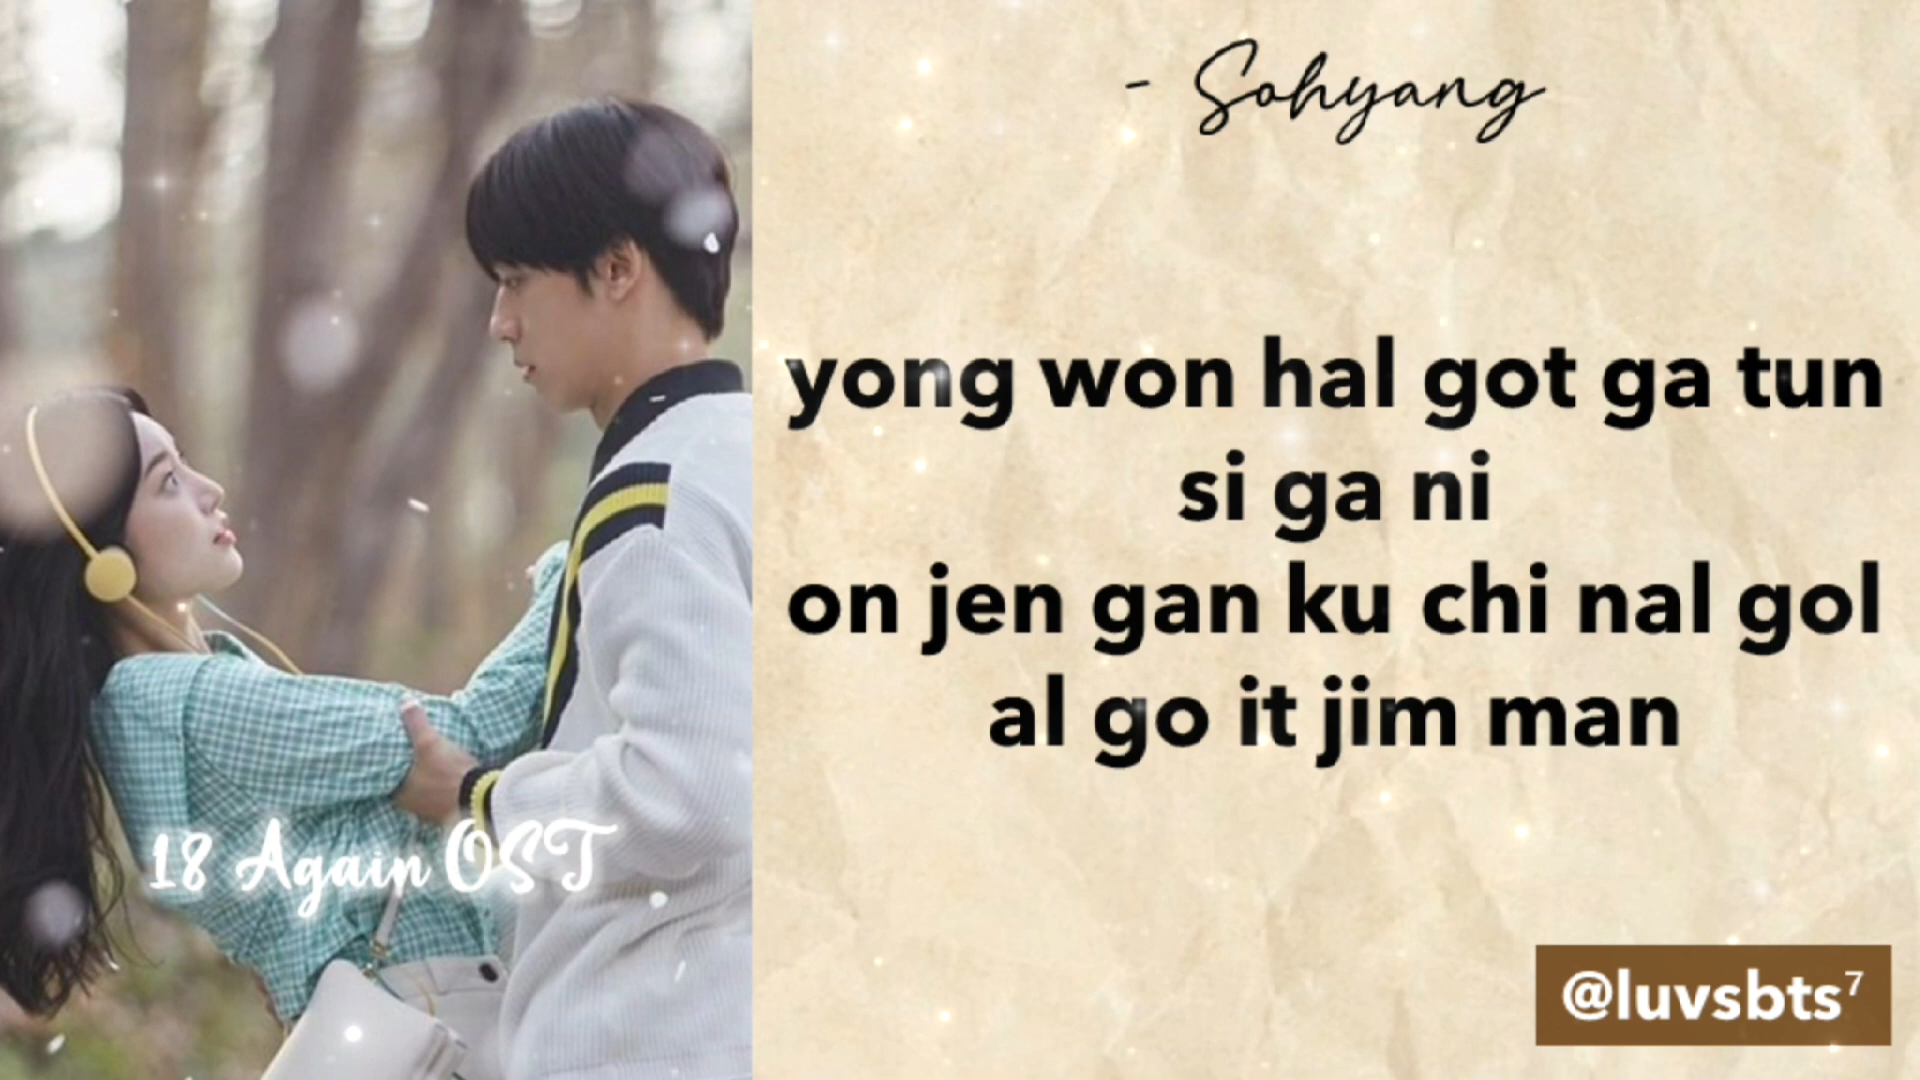 - Sohyang
yong won hal got ga tun
si ga ni
on jen gan ku chi nal gol
al go it jim man
18 Again OST
@luvsbts⁷